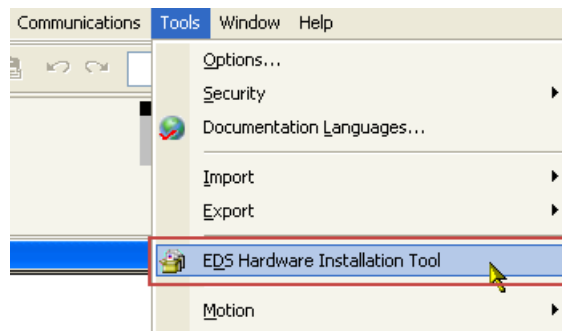 Communications Tools Window Help
Options...
Security
Documentation Languages...
Import
Export
EDS Hardware Installation Tool
Motion